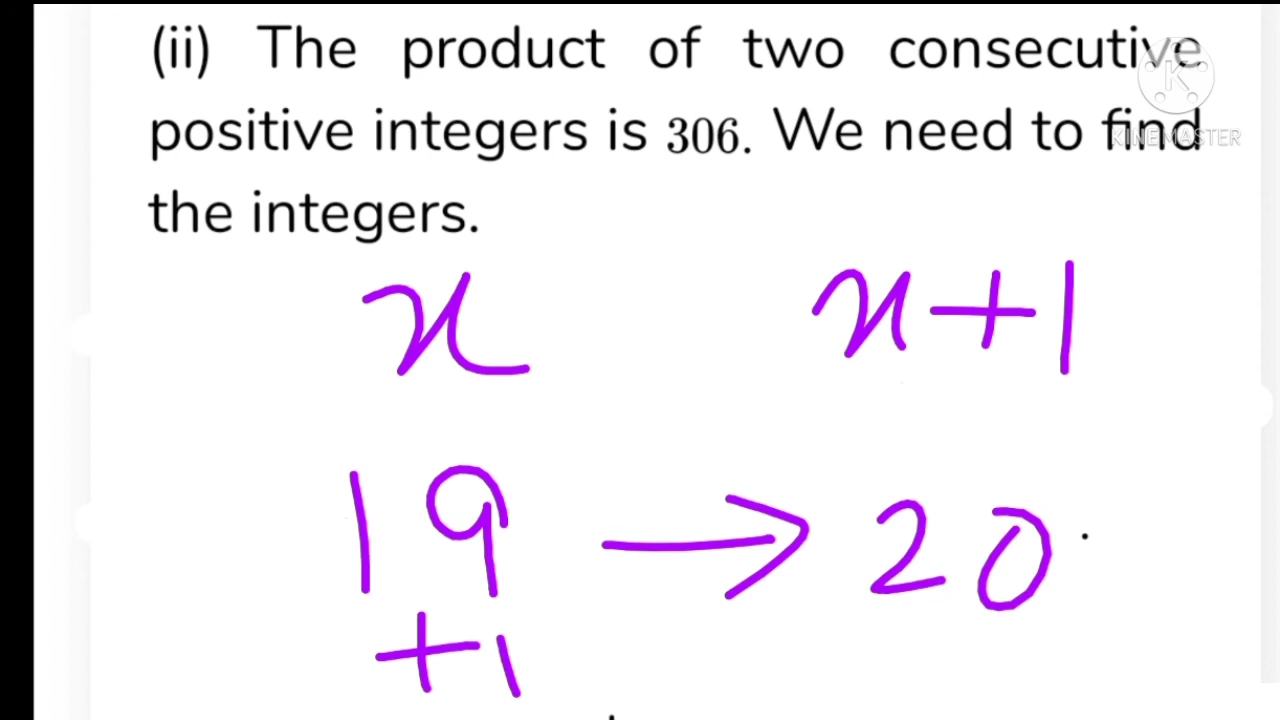 (ii) The product of two consecutive
positive integers is 306. We need to find
the integers.
K
KINEMASTER
x x+1
19 → 20
+1